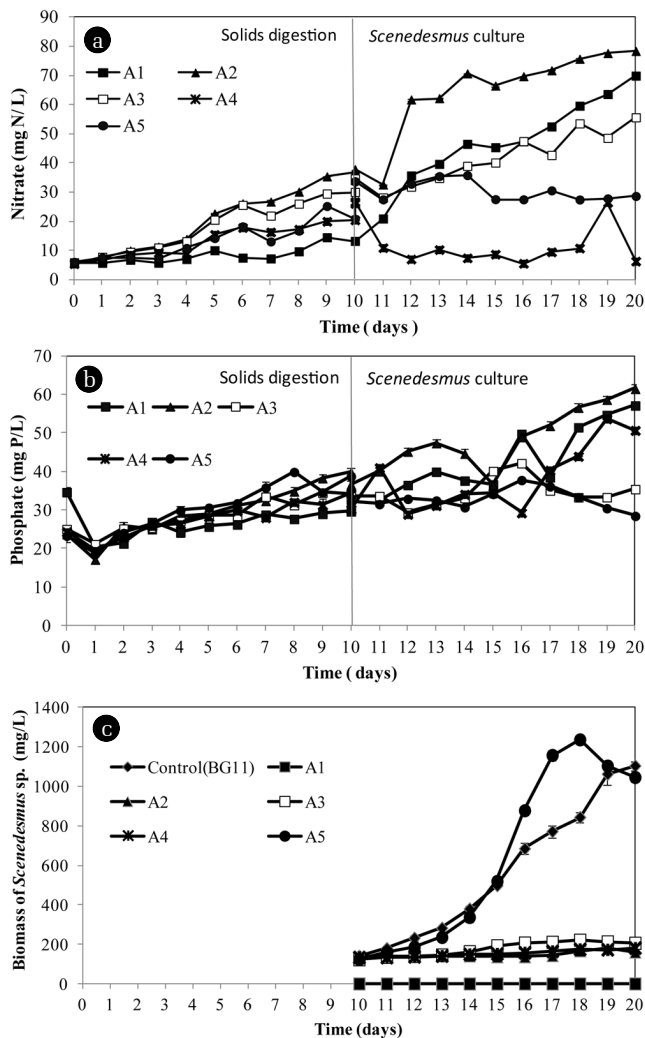 a
Solids digestion
Scenedesmus culture
A1
A2
A3
A4
A5
Nitrate (mg N/ L)
90
80
70
60
50
40
30
20
10
0
0 1 2 3 4 5 6 7 8 9 10 11 12 13 14 15 16 17 18 19 20
Time ( days )
b
Solids digestion
Scenedesmus culture
A1 A2 A3
A4 A5
Phosphate (mg P/L)
70
60
50
40
30
20
10
0
0 1 2 3 4 5 6 7 8 9 10 11 12 13 14 15 16 17 18 19 20
Time ( days)
c
Control(BG11) A1
A2 A3
A4 A5
Biomass of Scenedesmus sp. (mg/L)
1400
1200
1000
800
600
400
200
0
0 1 2 3 4 5 6 7 8 9 10 11 12 13 14 15 16 17 18 19 20
Time (days)